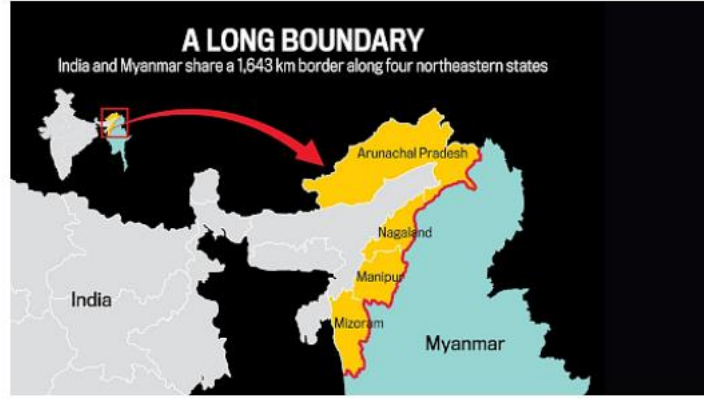 A LONG BOUNDARY
India and Myanmar share a 1,643 km border along four northeastern states
Arunachal Pradesh
Nagaland
Manipur
India
Mizoram
Myanmar